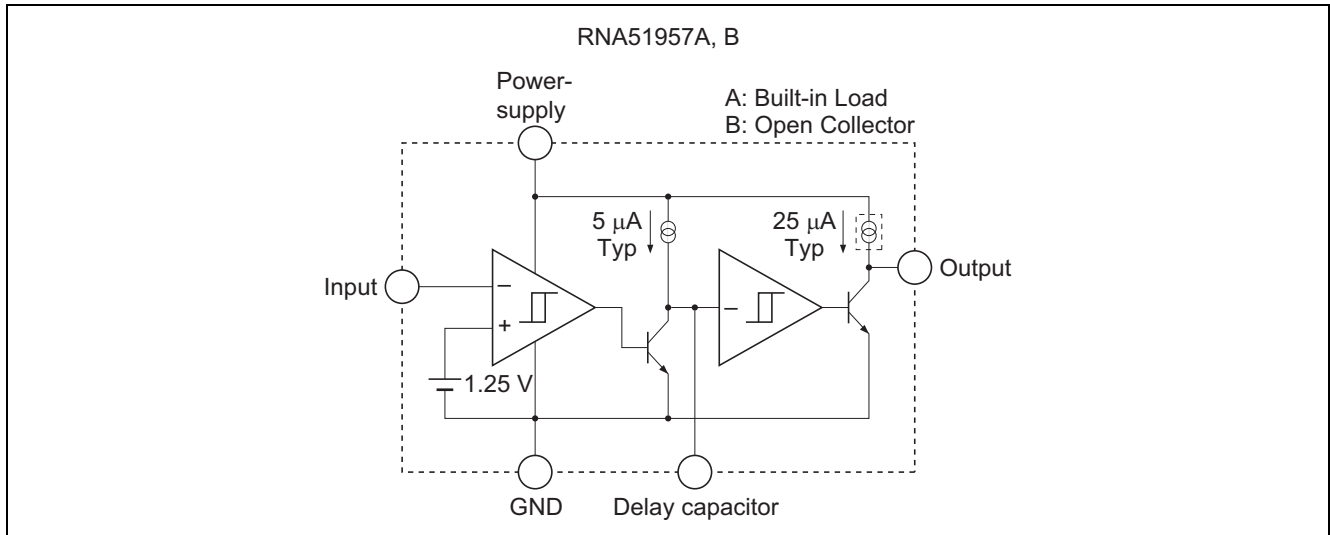 RNA51957A, B
Power-
supply
A: Built-in Load
B: Open Collector
5 μA
Typ
25 μA
Typ
Input
−
+
−
Output
1.25 V
GND
Delay capacitor